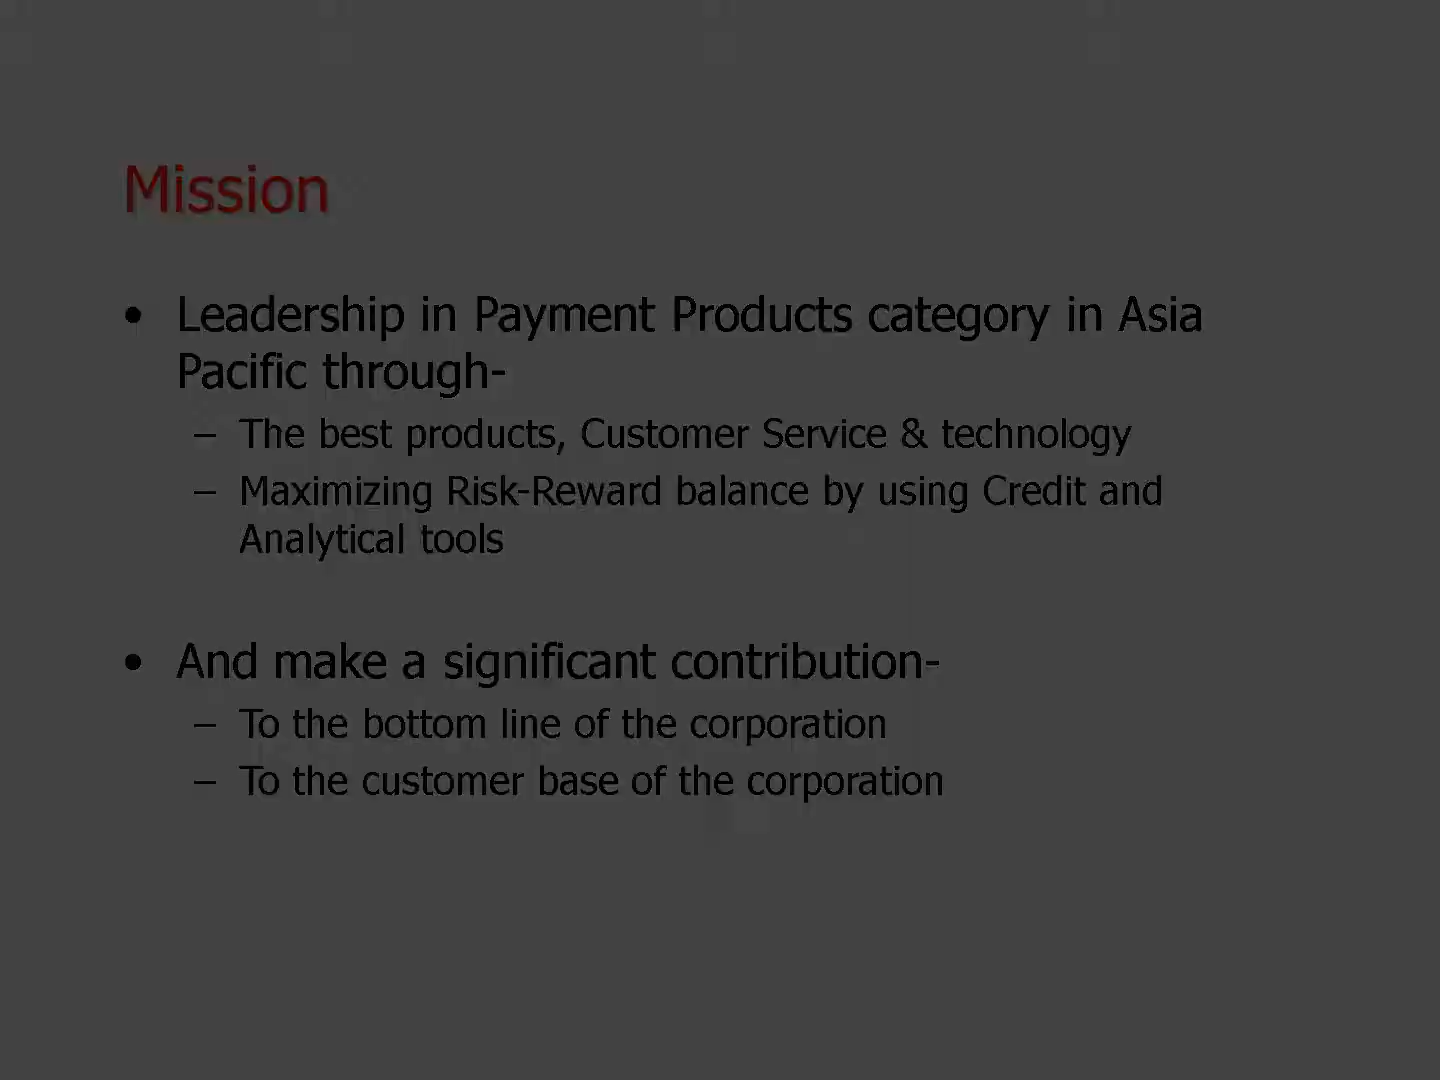 Mission
• Leadership in Payment Products category in Asia
Pacific through-
– The best products, Customer Service & technology
– Maximizing Risk-Reward balance by using Credit and
Analytical tools
• And make a significant contribution-
– To the bottom line of the corporation
– To the customer base of the corporation